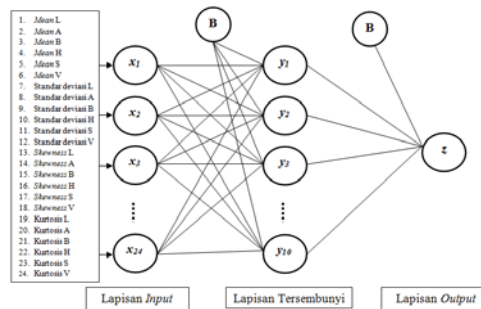 1. Mean L
2. Mean A
3. Mean B
4. Mean H
5. Mean S
6. Mean V
7. Standar deviasi L
8. Standar deviasi A
9. Standar deviasi B
10. Standar deviasi H
11. Standar deviasi S
12. Standar deviasi V
13. Skewness L
14. Skewness A
15. Skewness B
16. Skewness H
17. Skewness S
18. Skewness V
19. Kurtosis L
20. Kurtosis A
21. Kurtosis B
22. Kurtosis H
23. Kurtosis S
24. Kurtosis V
x1
x2
x3
x24
B
y1
y2
y3
y10
B
z
Lapisan Input
Lapisan Tersembunyi
Lapisan Output